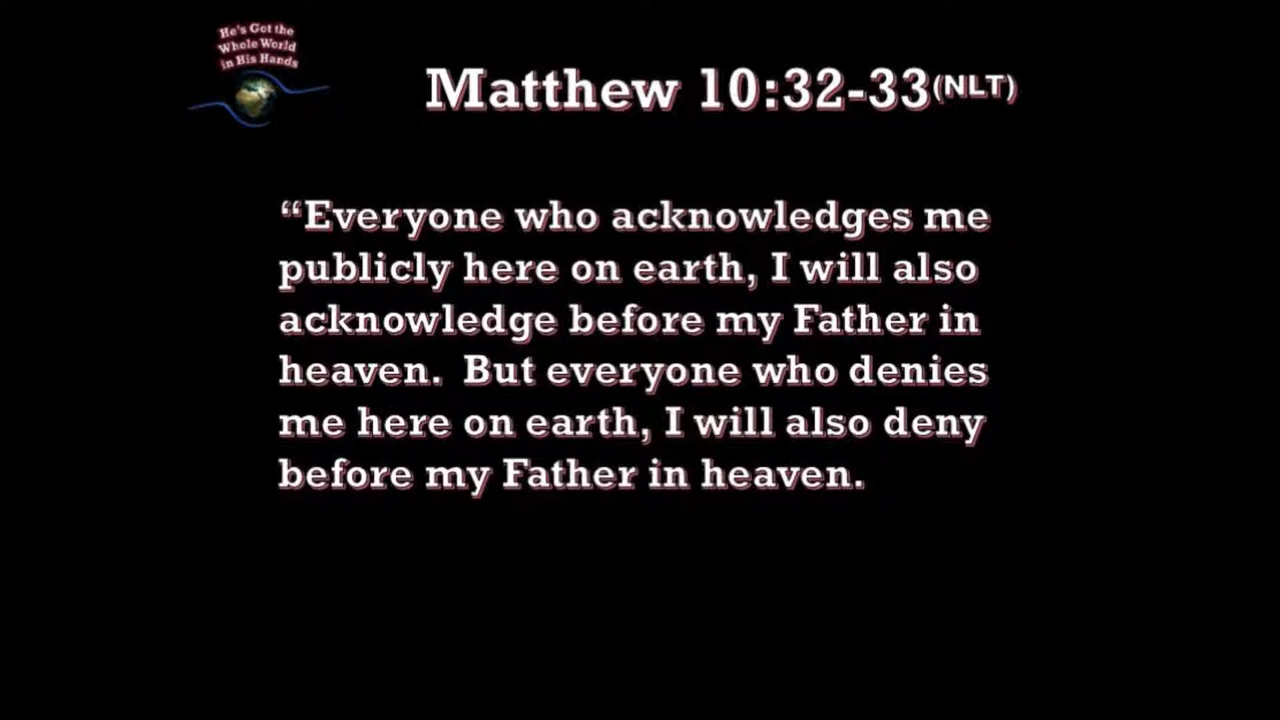 He's Got the
Whole World
in His Hands
Matthew 10:32-33(NLT)
“Everyone who acknowledges me
publicly here on earth, I will also
acknowledge before my Father in
heaven.  But everyone who denies
me here on earth, I will also deny
before my Father in heaven.